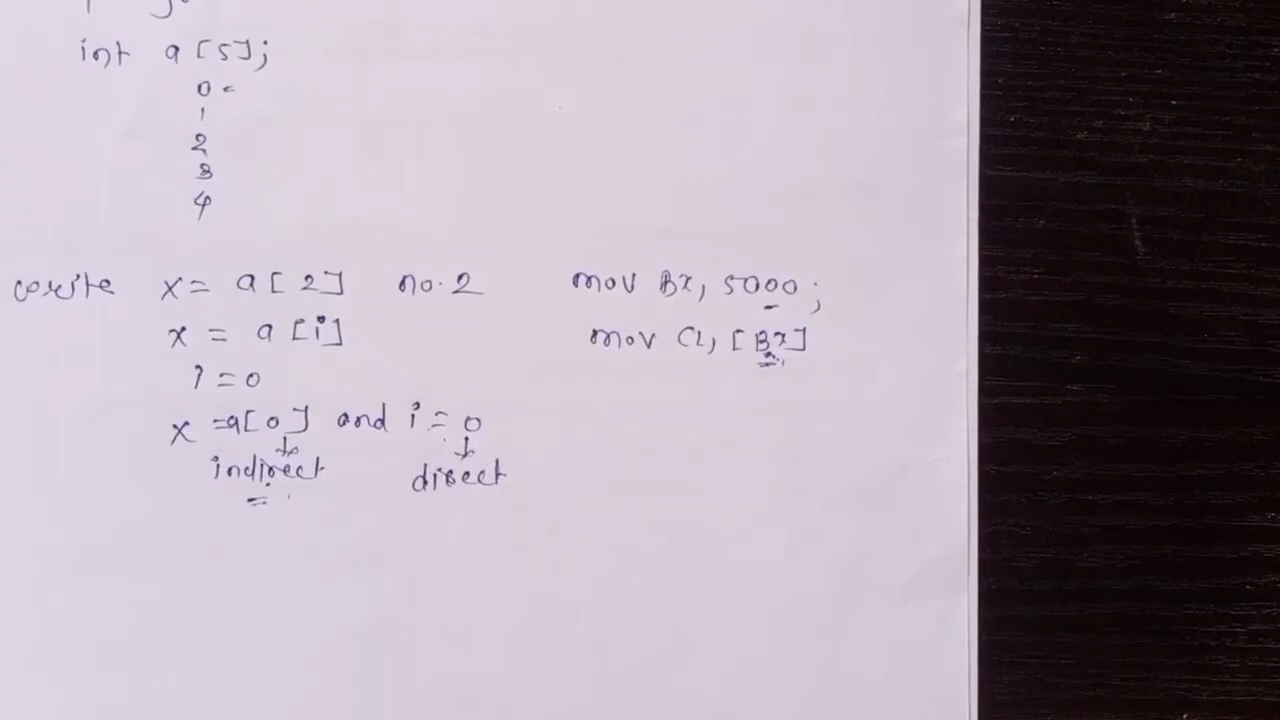 int a[5];
0
1
2
3
4
write x = a[2] no.2 mov Bx, 5000;
x = a[i] mov CL, [Bx]
i = 0
x = a[0] and i = 0
indirect direct